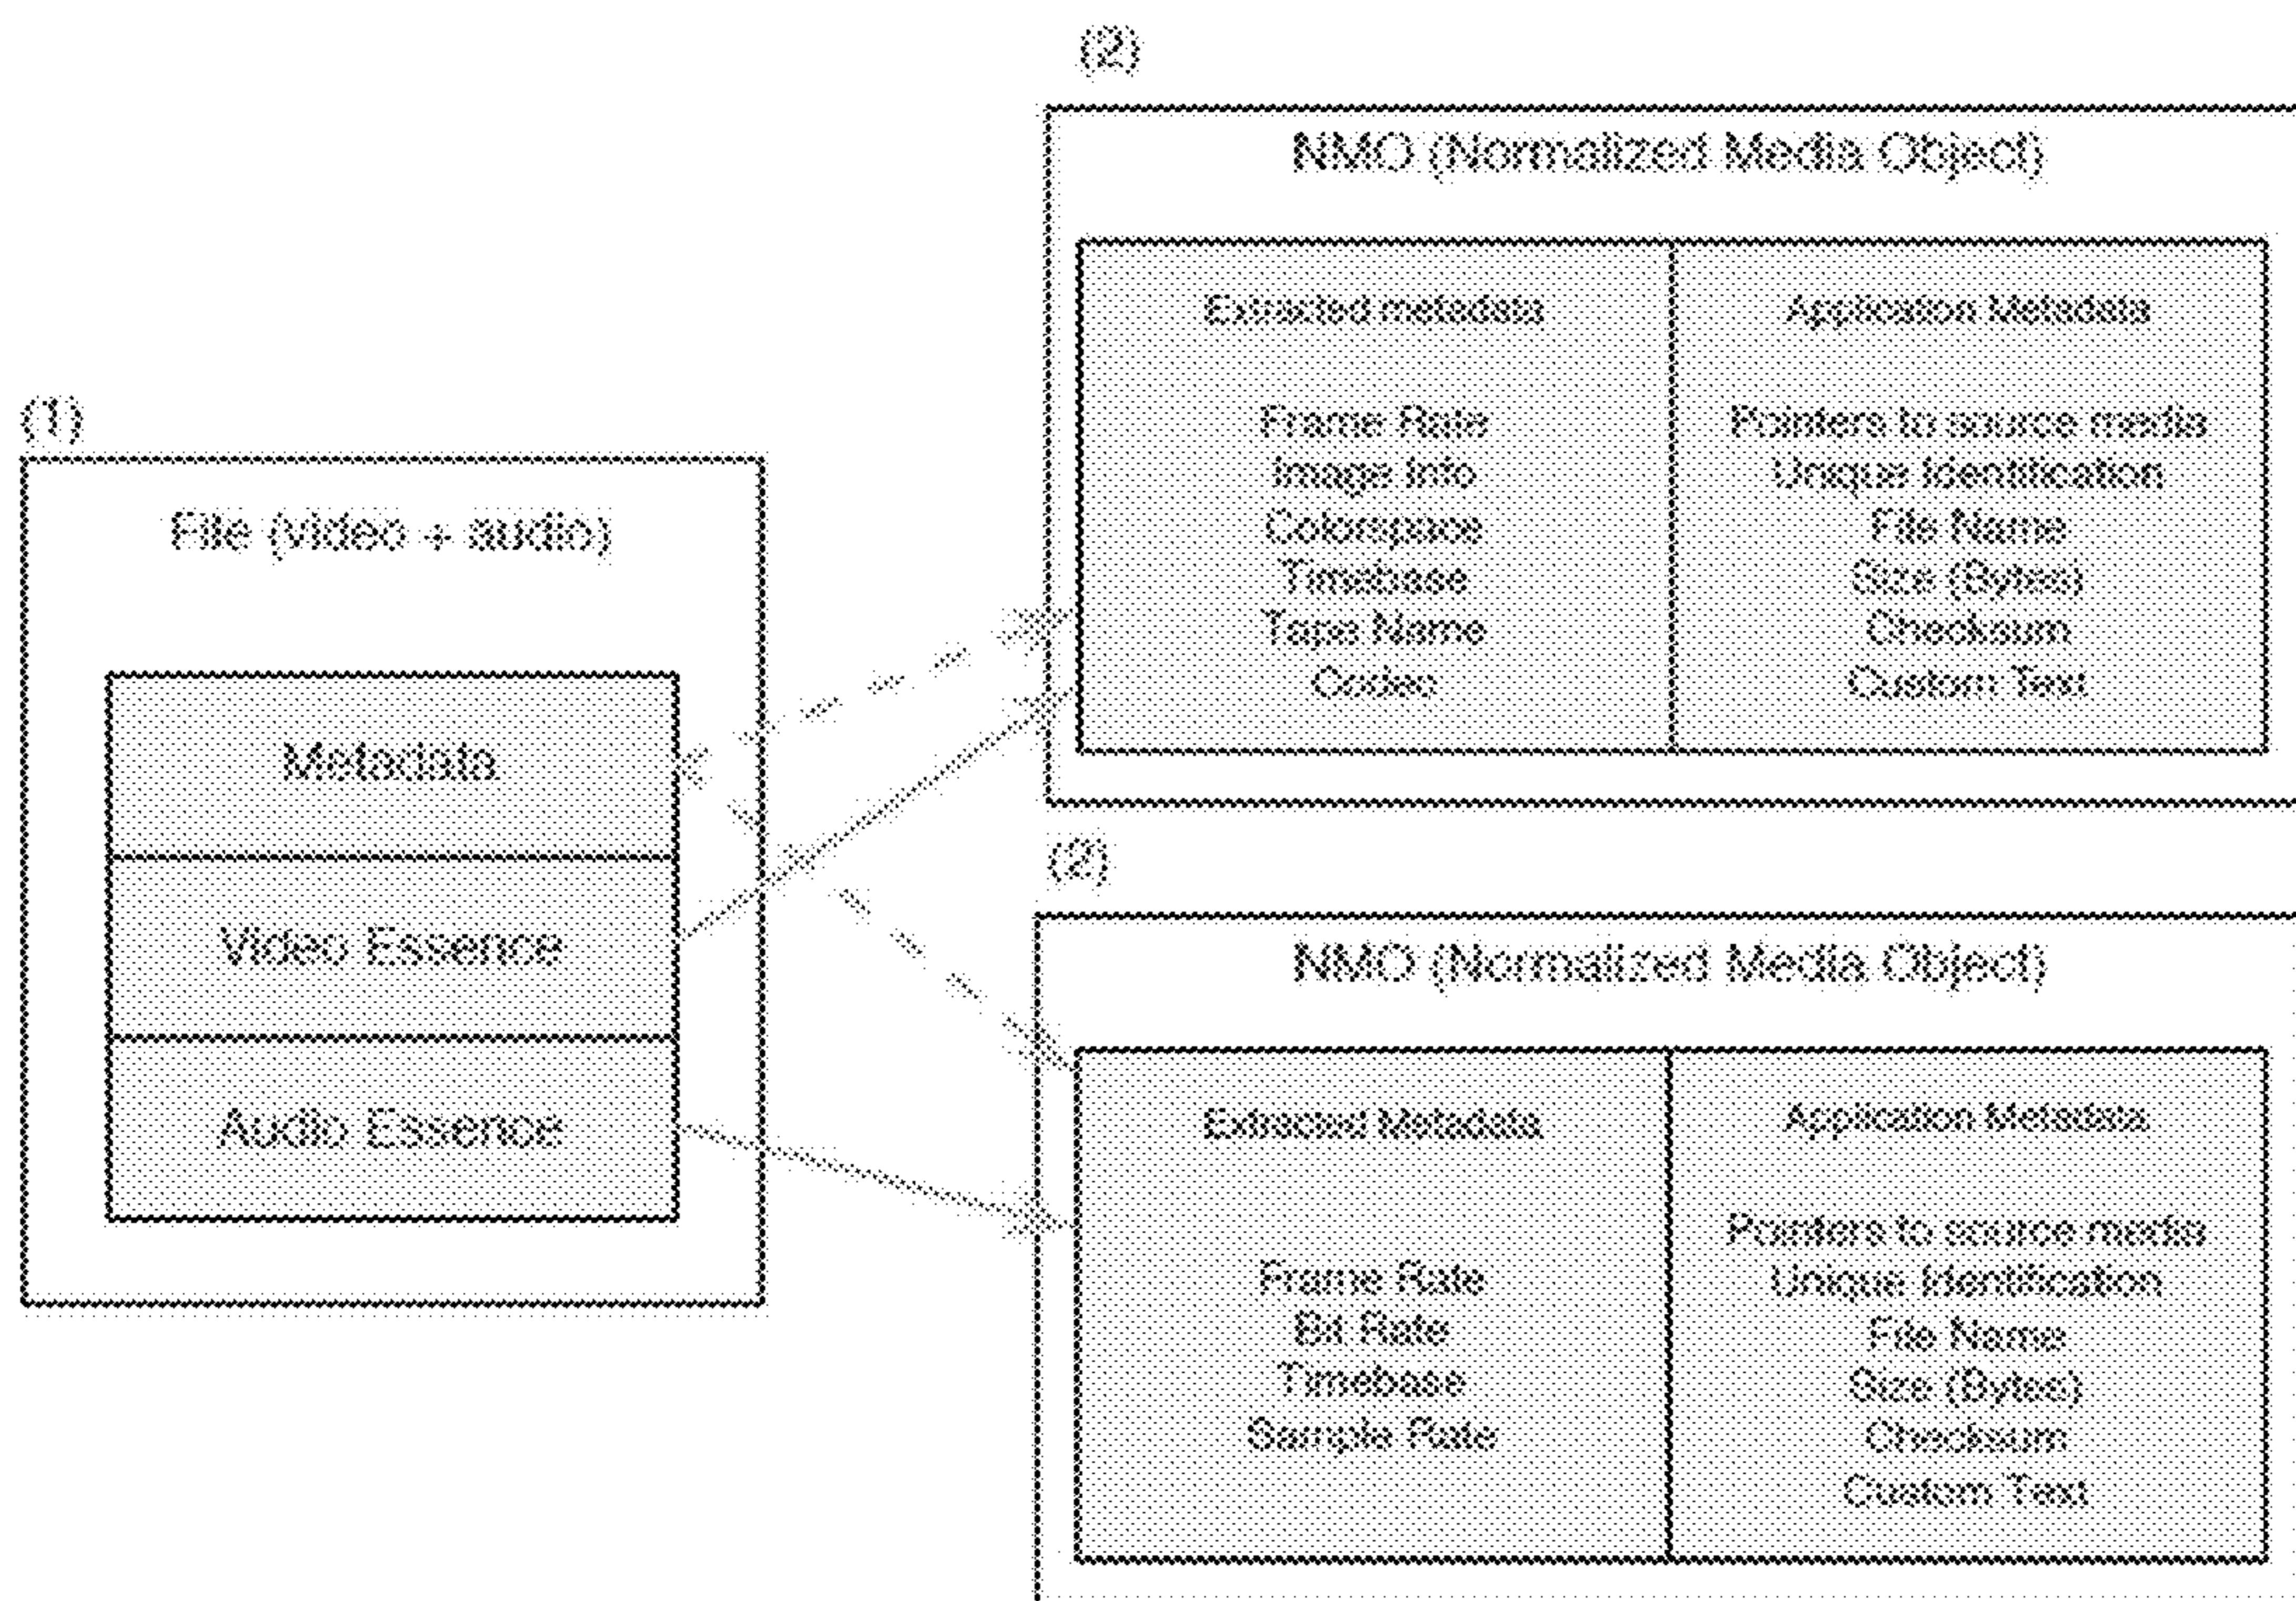 (1)
File (video + audio)
Metadata
Video Essence
Audio Essence
(2)
NMO (Normalized Media Object)
Extracted metadata
Frame Rate
Image Info
Colorspace
Timebase
Tape Name
Codec
Application Metadata
Pointers to source media
Unique Identification
File Name
Size (Bytes)
Checksum
Custom Text
(2)
NMO (Normalized Media Object)
Extracted Metadata
Frame Rate
Bit Rate
Timebase
Sample Rate
Application Metadata
Pointers to source media
Unique Identification
File Name
Size (Bytes)
Checksum
Custom Text